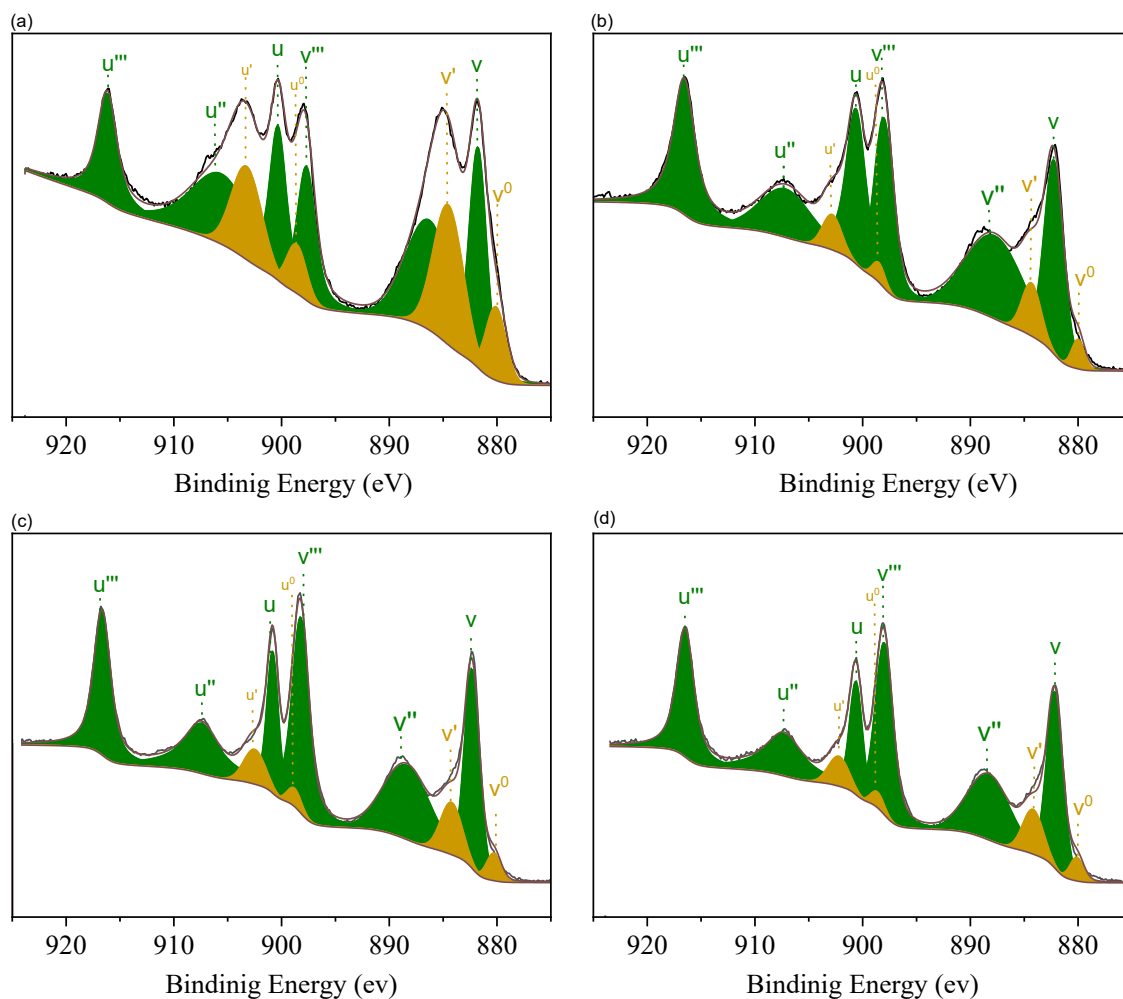 (a)
u'''
u''
u'
u
u⁰
v'''
v'
v
v⁰
920 910 900 890 880
Bindinig Energy (eV)
(b)
u'''
u''
u'
u
u⁰
v'''
v''
v'
v
v⁰
920 910 900 890 880
Bindinig Energy (eV)
(c)
u'''
u''
u'
u
u⁰
v'''
v''
v'
v
v⁰
920 910 900 890 880
Bindinig Energy (ev)
(d)
u'''
u''
u'
u
u⁰
v'''
v''
v'
v
v⁰
920 910 900 890 880
Bindinig Energy (ev)